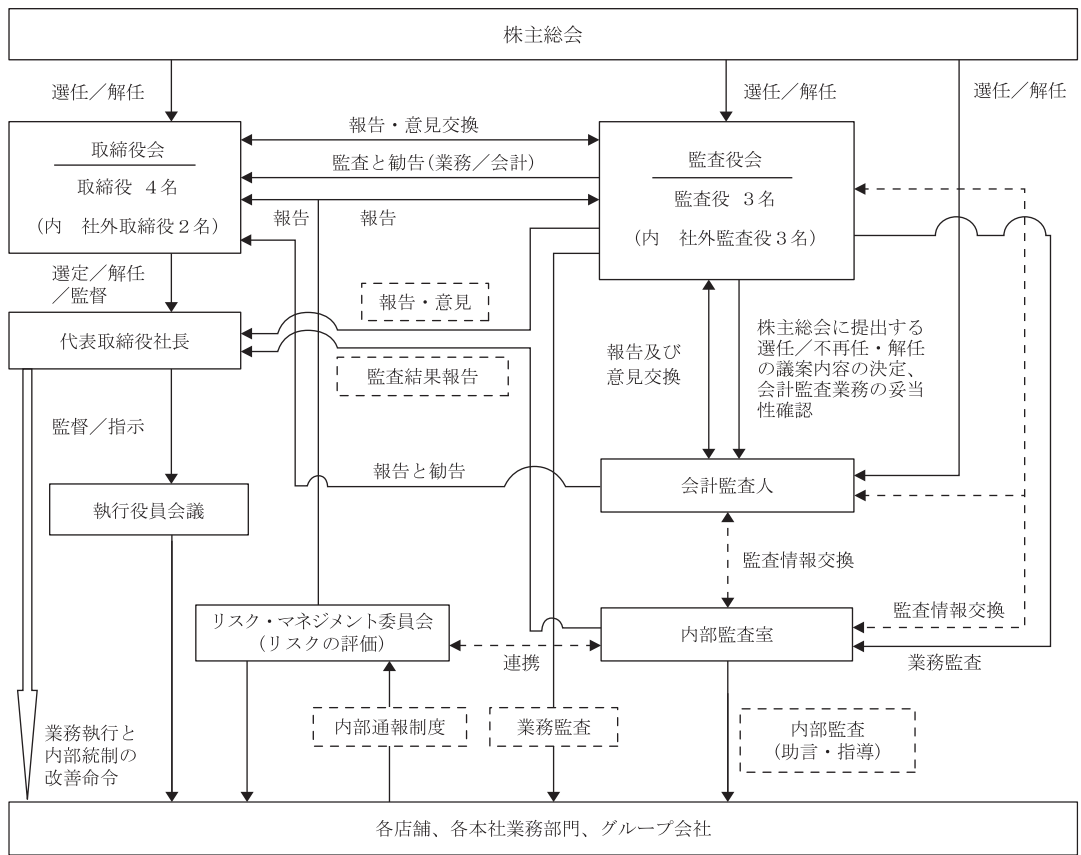 株主総会
選任／解任
選任／解任
選任／解任
取締役会
取締役 4名
（内　社外取締役2名）
報告・意見交換
監査と勧告（業務／会計）
報告
報告
監査役会
監査役 3名
（内　社外監査役3名）
選定／解任
／監督
報告・意見
代表取締役社長
監査結果報告
報告及び
意見交換
株主総会に提出する
選任／不再任・解任
の議案内容の決定、
会計監査業務の妥当
性確認
監督／指示
報告と勧告
会計監査人
執行役員会議
監査情報交換
リスク・マネジメント委員会
（リスクの評価）
連携
内部監査室
監査情報交換
業務監査
業務執行と
内部統制の
改善命令
内部通報制度
業務監査
内部監査
（助言・指導）
各店舗、各本社業務部門、グループ会社